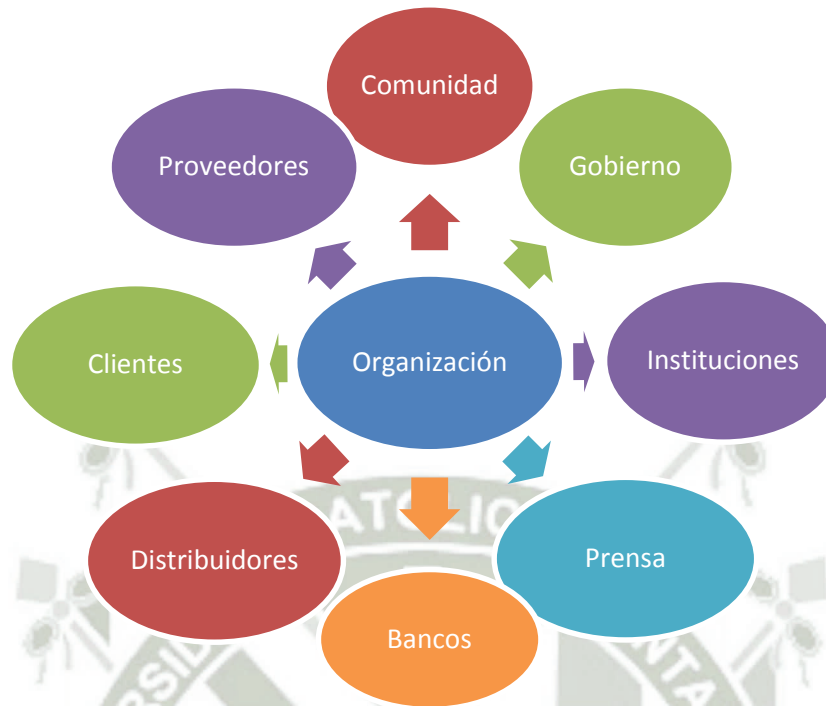 Comunidad
Proveedores
Gobierno
Clientes
Organización
Instituciones
Distribuidores
Prensa
Bancos